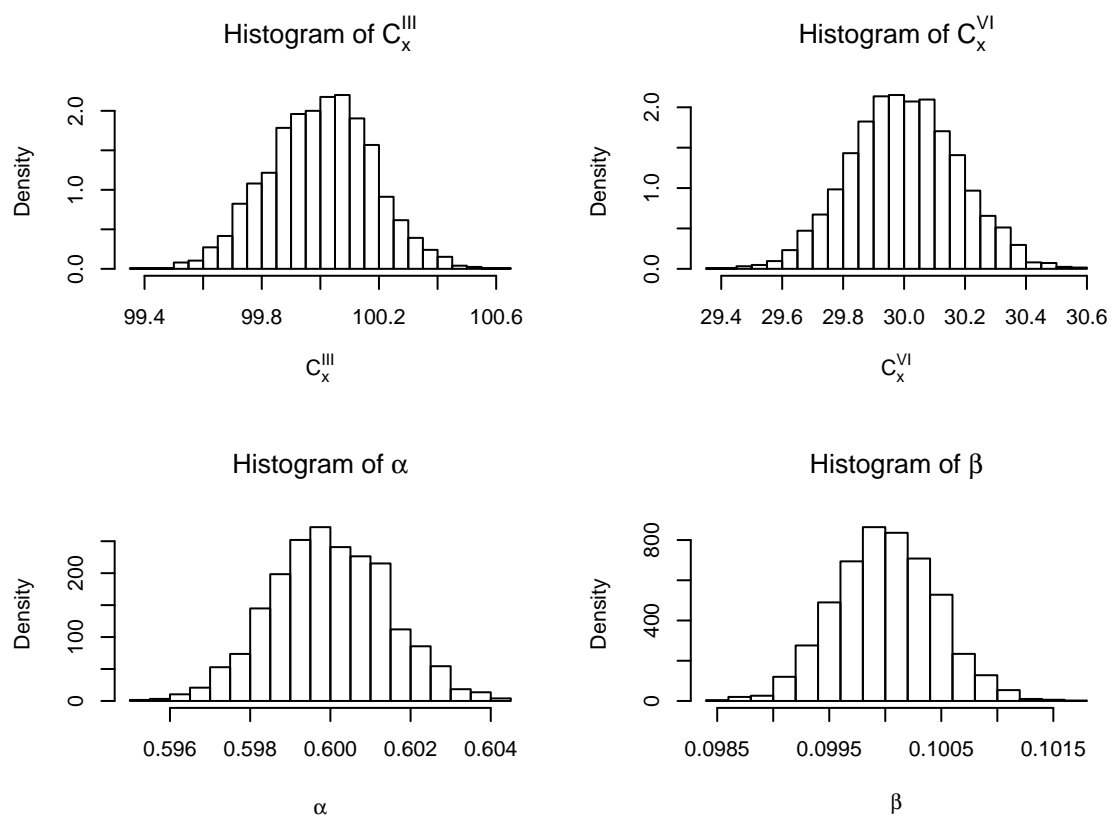 Histogram of C_x^III
Density
0.0 1.0 2.0
99.4 99.8 100.2 100.6
C_x^III
Histogram of C_x^VI
Density
0.0 1.0 2.0
29.4 29.6 29.8 30.0 30.2 30.4 30.6
C_x^VI
Histogram of α
Density
0 100 200
0.596 0.598 0.600 0.602 0.604
α
Histogram of β
Density
0 400 800
0.0985 0.0995 0.1005 0.1015
β